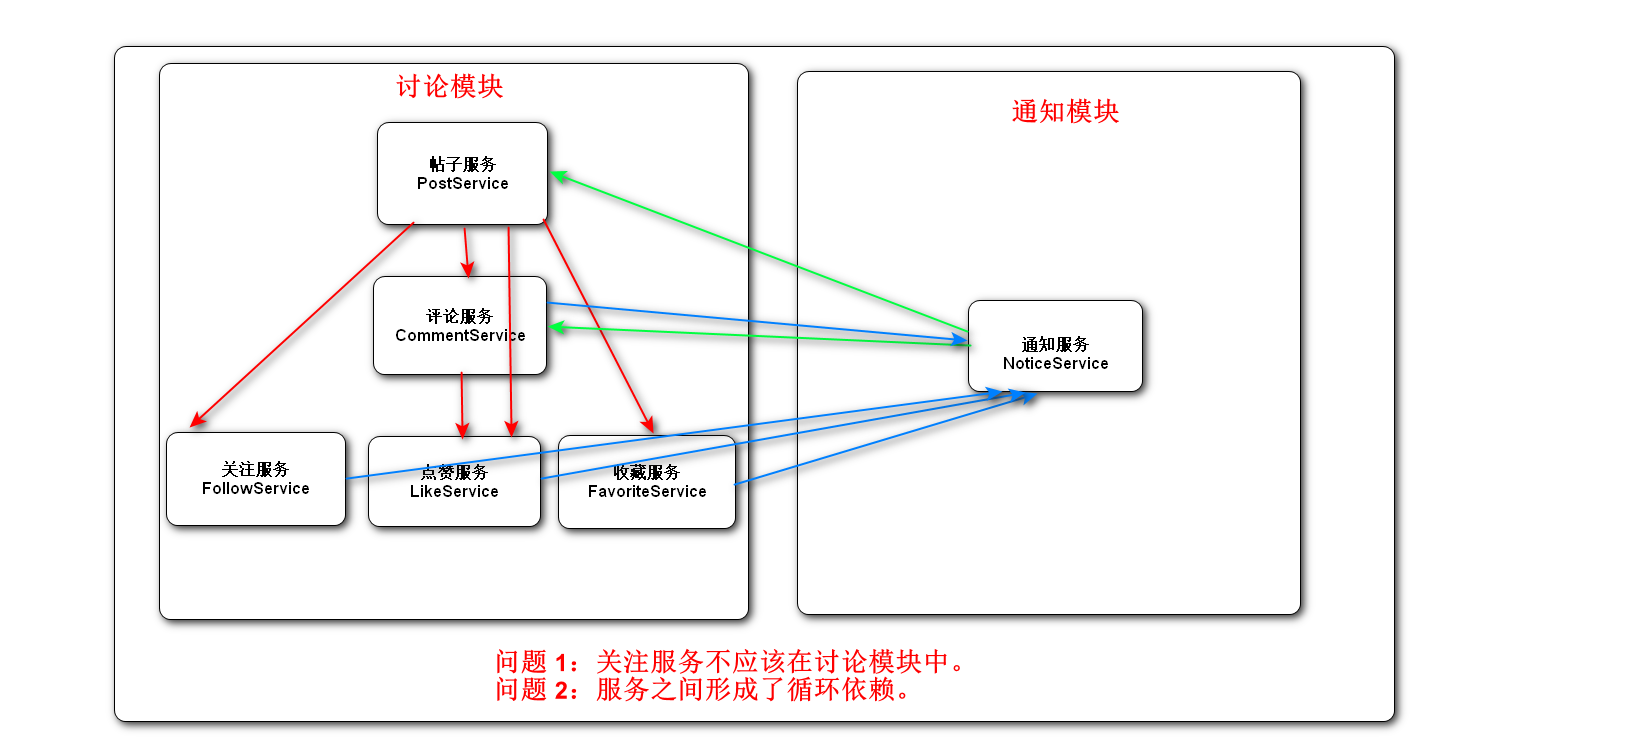 讨论模块
通知模块
帖子服务
PostService
评论服务
CommentService
通知服务
NoticeService
关注服务
FollowService
点赞服务
LikeService
收藏服务
FavoriteService
问题 1：关注服务不应该在讨论模块中。
问题 2：服务之间形成了循环依赖。